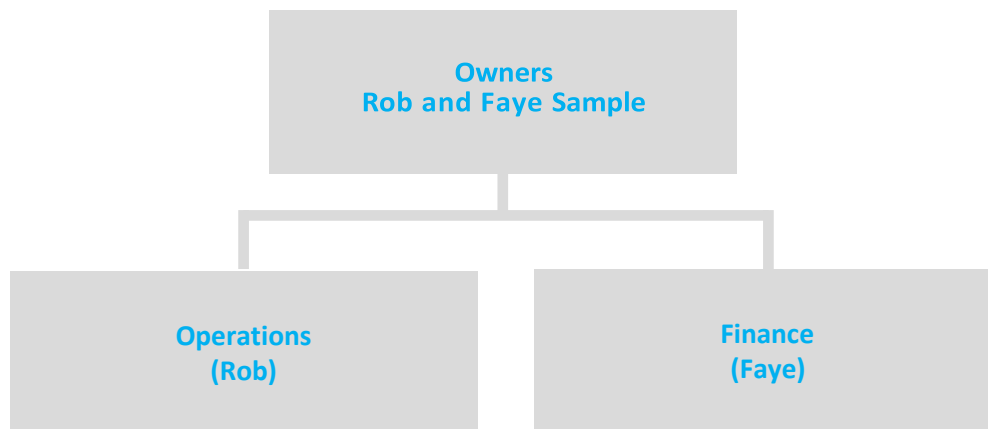 Owners
Rob and Faye Sample
Operations
(Rob)
Finance
(Faye)